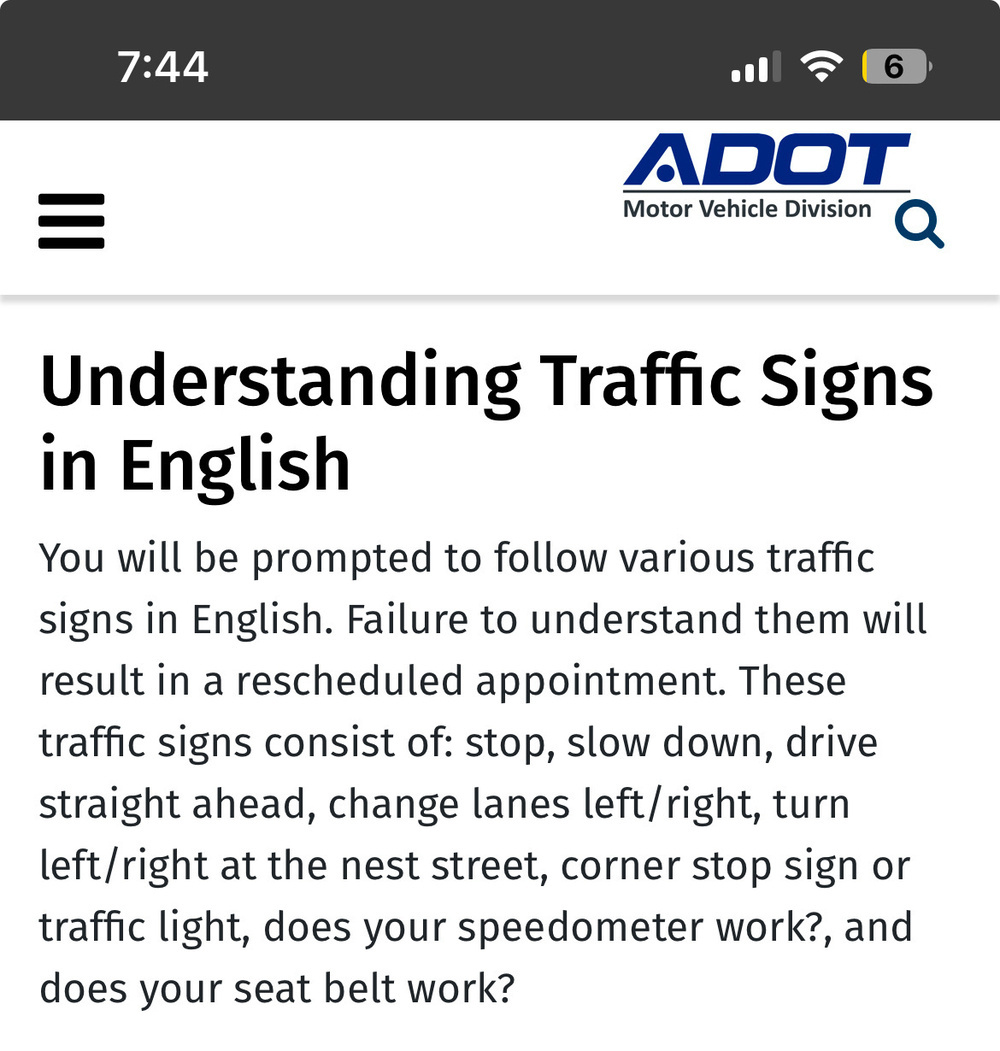 7:44
6
ADOT
Motor Vehicle Division
Understanding Traffic Signs
in English
You will be prompted to follow various traffic
signs in English. Failure to understand them will
result in a rescheduled appointment. These
traffic signs consist of: stop, slow down, drive
straight ahead, change lanes left/right, turn
left/right at the nest street, corner stop sign or
traffic light, does your speedometer work?, and
does your seat belt work?